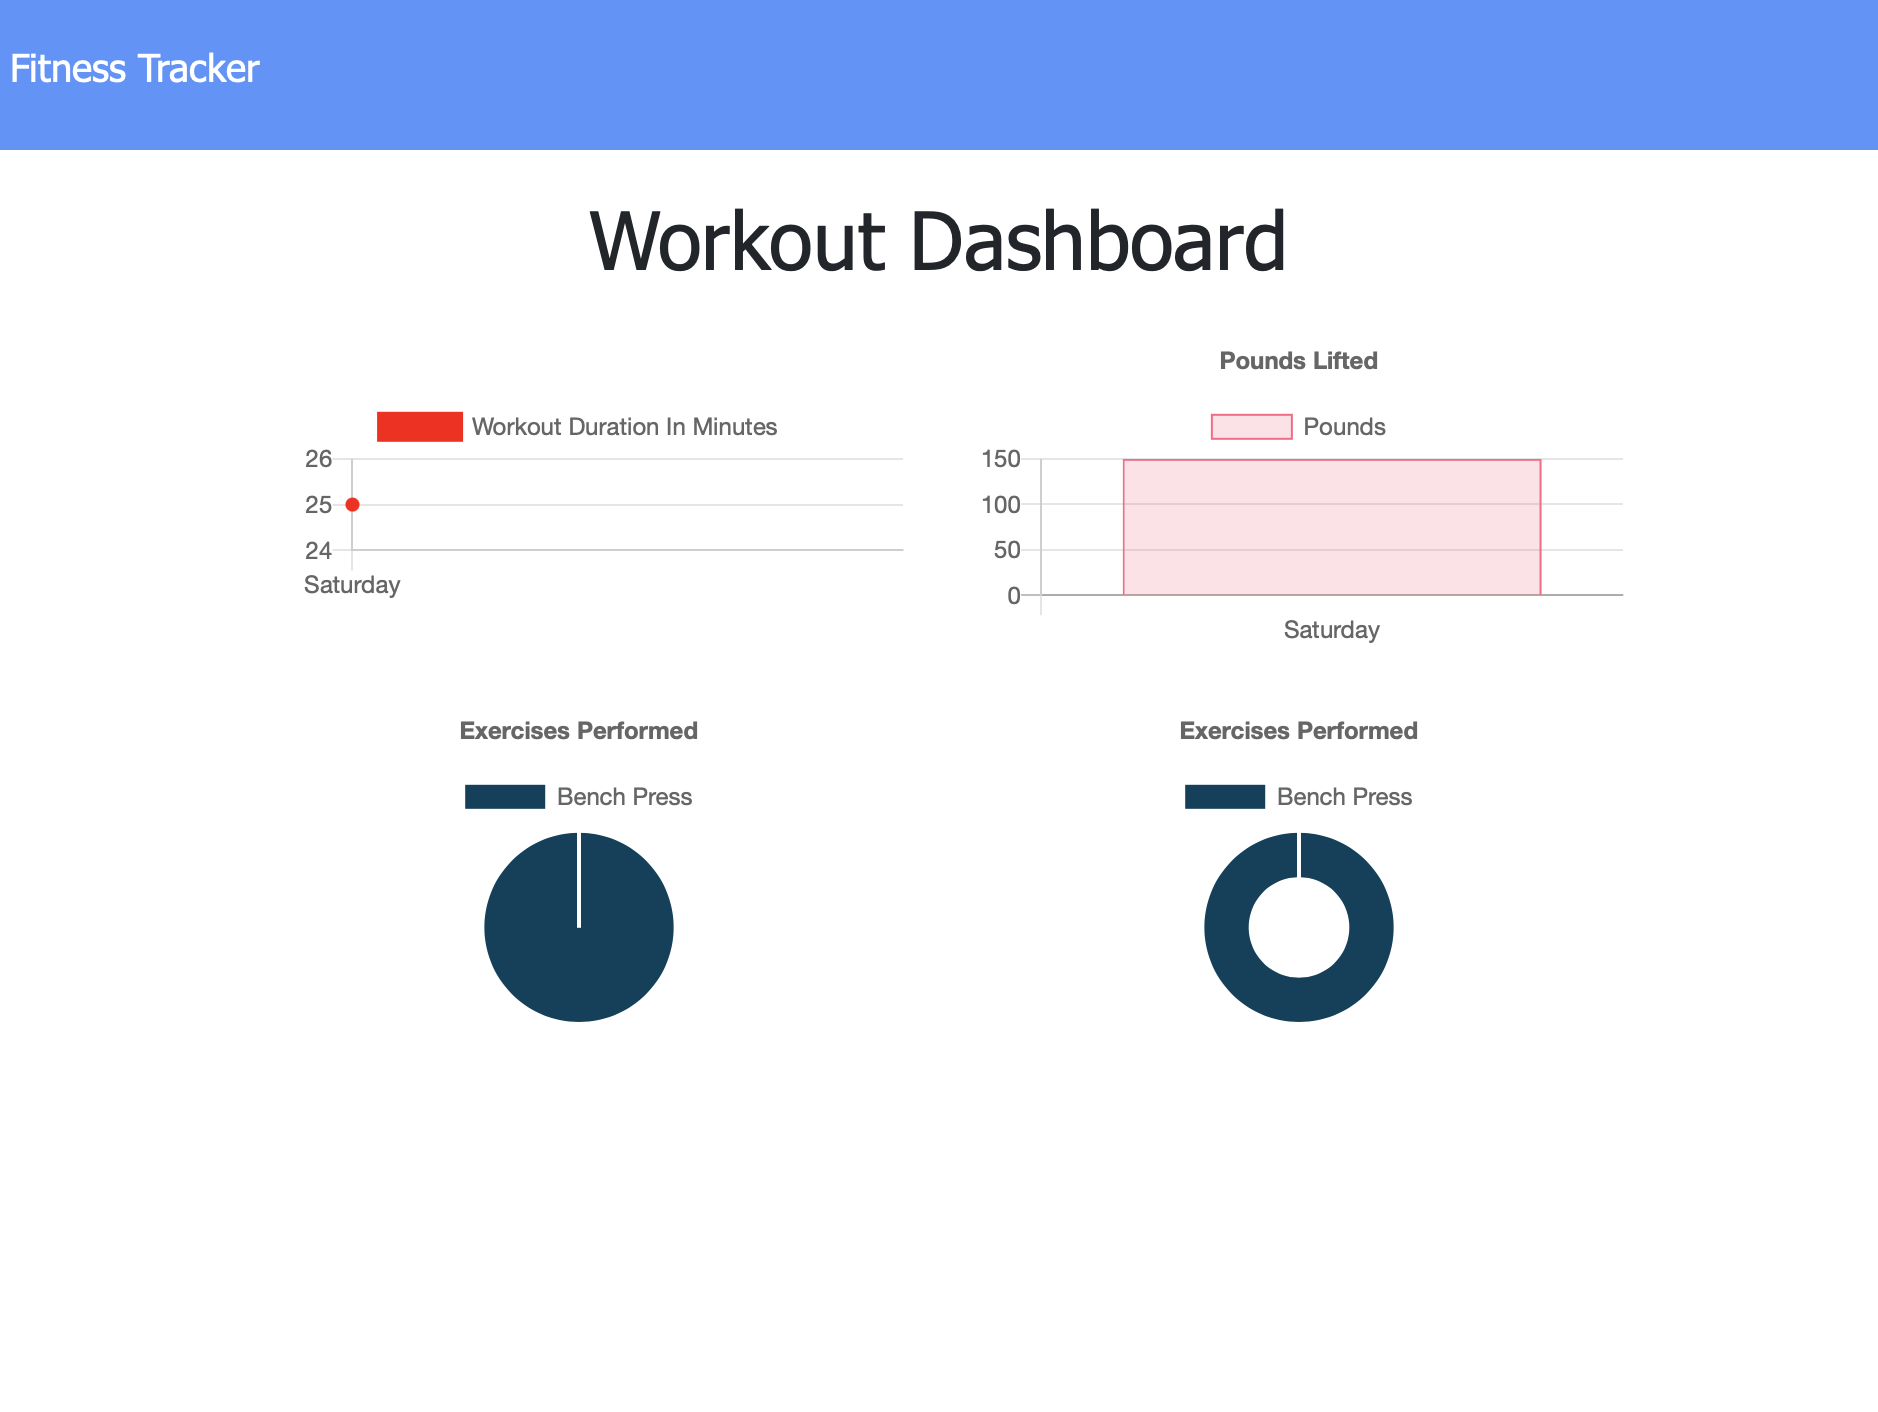 Fitness Tracker
Workout Dashboard
Workout Duration In Minutes
26
25
24
Saturday
Pounds Lifted
Pounds
150
100
50
0
Saturday
Exercises Performed
Bench Press
Exercises Performed
Bench Press